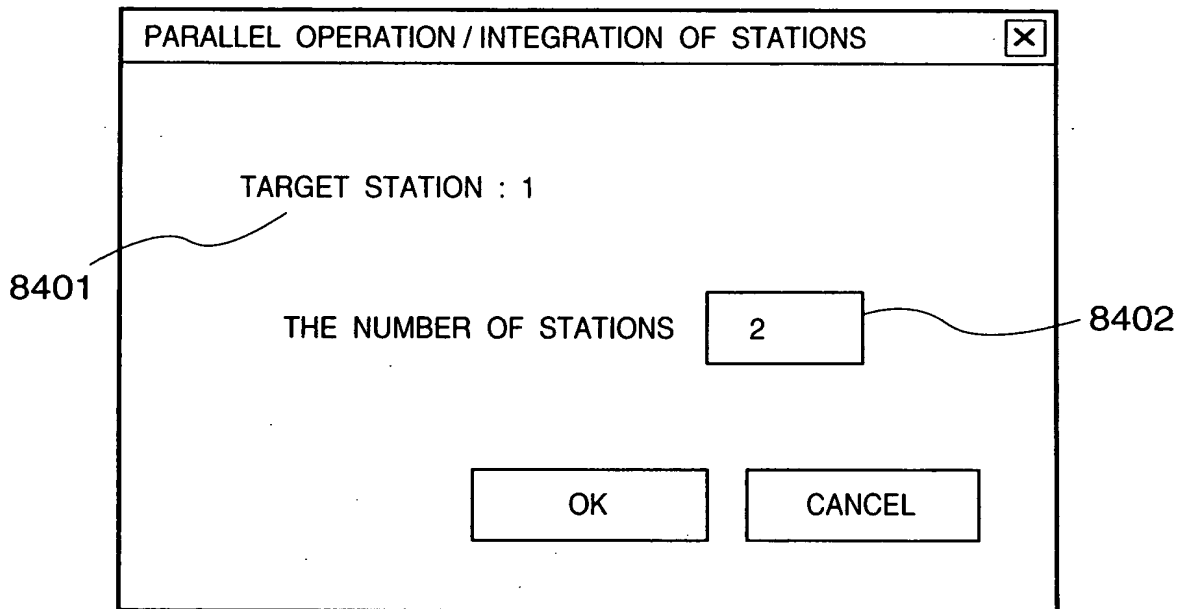 PARALLEL OPERATION / INTEGRATION OF STATIONS
TARGET STATION : 1
8401
THE NUMBER OF STATIONS 2
8402
OK CANCEL